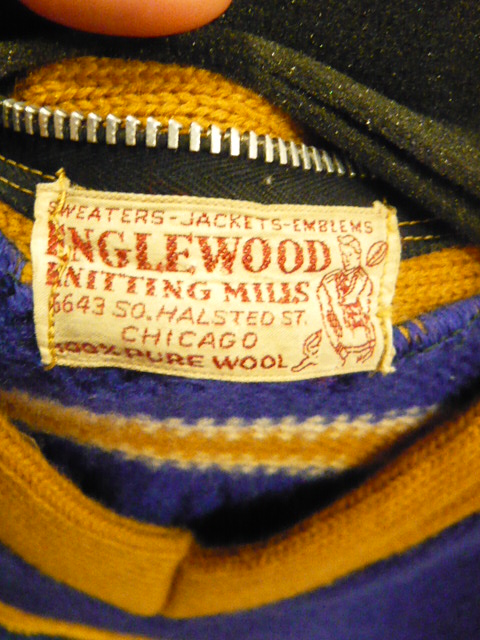 SWEATERS-JACKETS-EMBLEMS
ENGLEWOOD
KNITTING MILLS
6643 SO. HALSTED ST.
CHICAGO
100% PURE WOOL